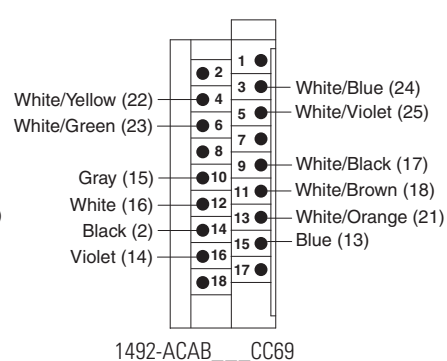 1
2
3 White/Blue (24)
White/Yellow (22) 4
5 White/Violet (25)
White/Green (23) 6
7
8
9 White/Black (17)
Gray (15) 10
11 White/Brown (18)
White (16) 12
13 White/Orange (21)
Black (2) 14
15 Blue (13)
Violet (14) 16
17
18
)
1492-ACAB___CC69